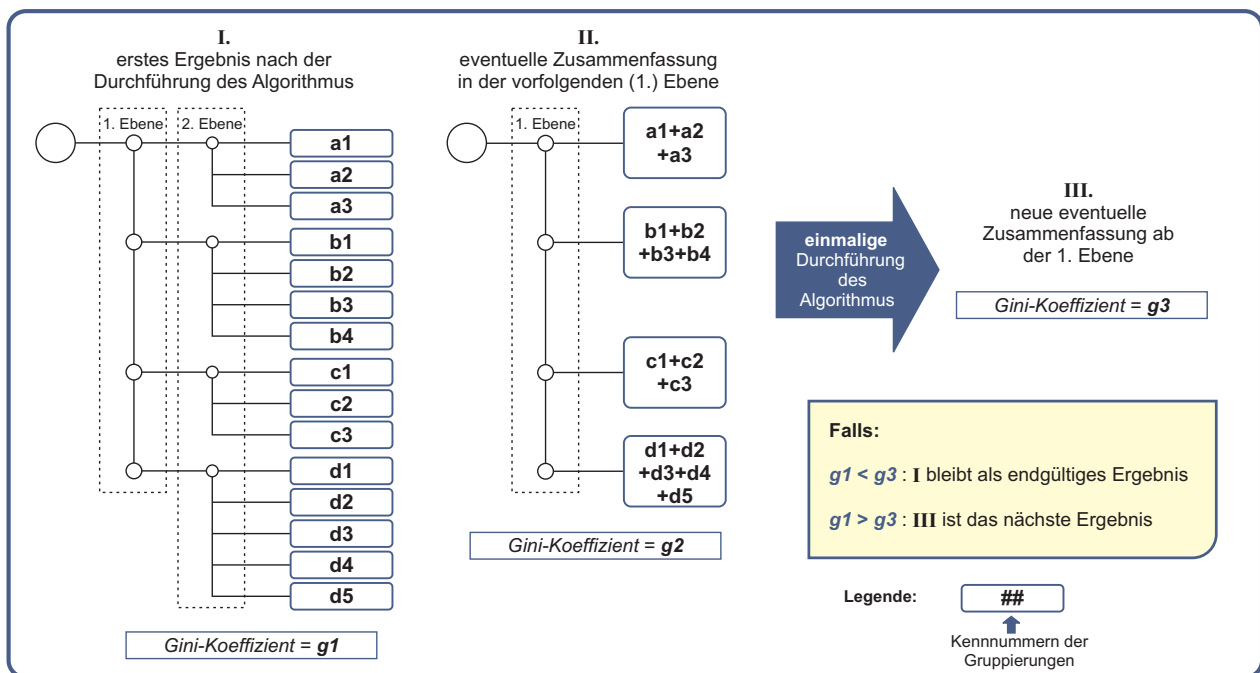 I.
erstes Ergebnis nach der
Durchführung des Algorithmus
1. Ebene
2. Ebene
a1
a2
a3
b1
b2
b3
b4
c1
c2
c3
d1
d2
d3
d4
d5
Gini-Koeffizient = g1
II.
eventuelle Zusammenfassung
in der vorfolgenden (1.) Ebene
1. Ebene
a1+a2
+a3
b1+b2
+b3+b4
c1+c2
+c3
d1+d2
+d3+d4
+d5
Gini-Koeffizient = g2
einmalige
Durchführung
des
Algorithmus
III.
neue eventuelle
Zusammenfassung ab
der 1. Ebene
Gini-Koeffizient = g3
Falls:
g1 < g3 : I bleibt als endgültiges Ergebnis
g1 > g3 : III ist das nächste Ergebnis
Legende:
##
Kennnummern der
Gruppierungen